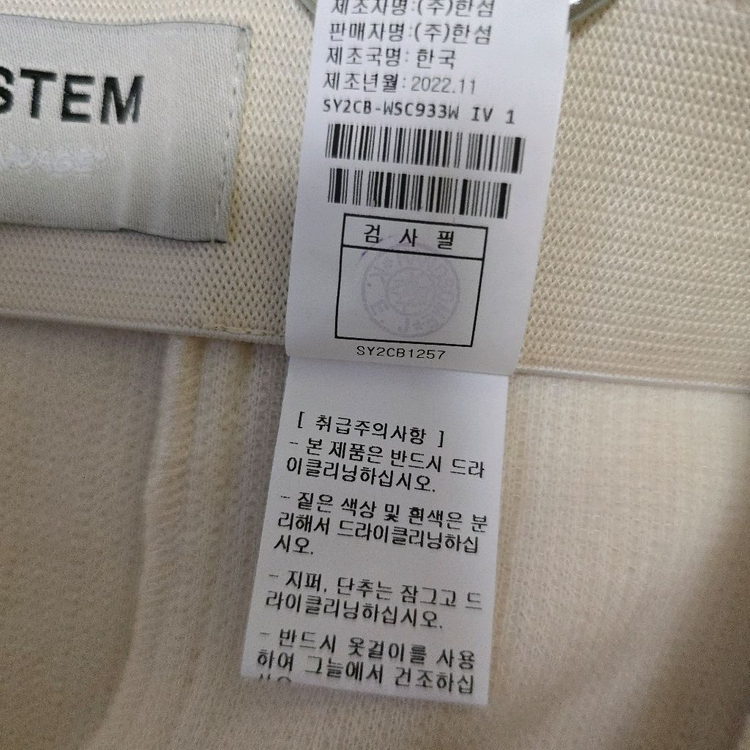 STEM
제조자명:(주)한섬
판매자명:(주)한섬
제조국명: 한국
제조년월: 2022.11
SY2CB-WSC933W IV 1
검 사 필
SY2CB1257
[ 취급주의사항 ]
- 본 제품은 반드시 드라
이클리닝하십시오.
- 짙은 색상 및 흰색은 분
리해서 드라이클리닝하십
시오.
- 지퍼, 단추는 잠그고 드
라이클리닝하십시오.
- 반드시 옷걸이를 사용
하여 그늘에서 건조하십